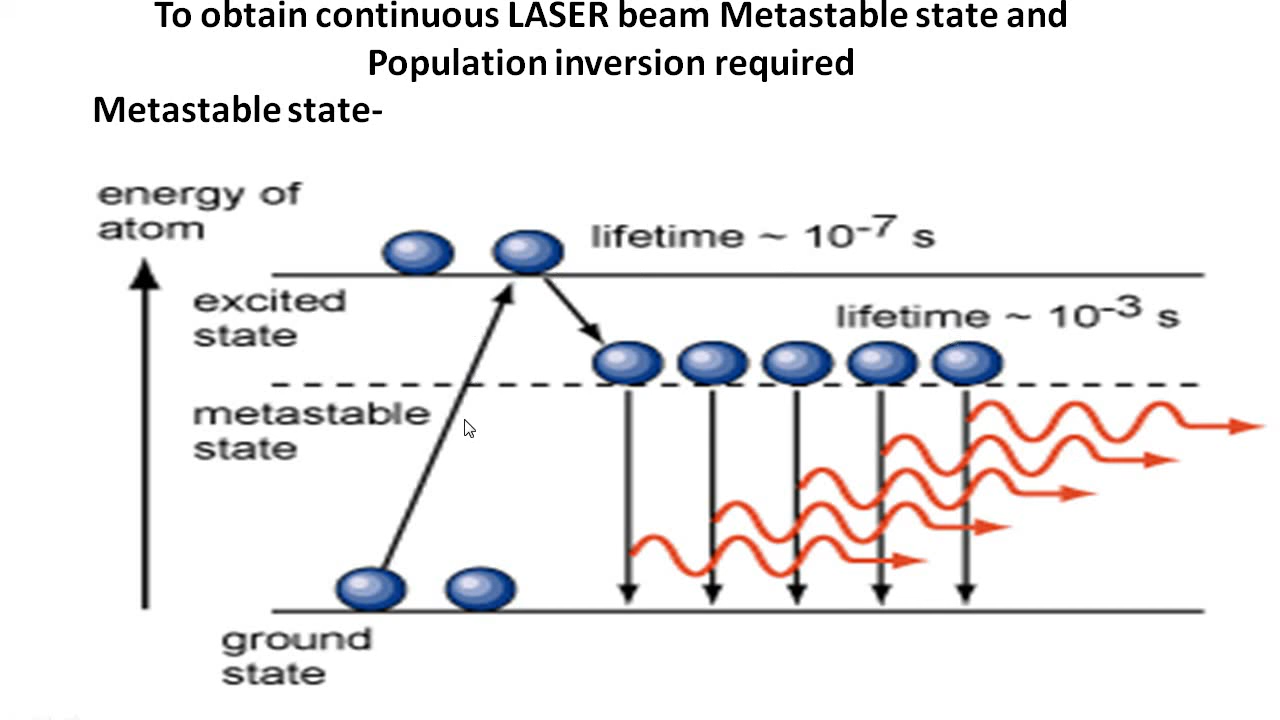 To obtain continuous LASER beam Metastable state and
Population inversion required
Metastable state-
energy of
atom
lifetime ~ 10⁻⁷ s
excited
state
lifetime ~ 10⁻³ s
metastable
state
ground
state